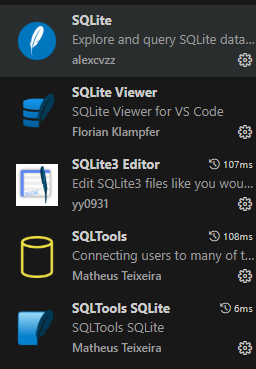 SQLite
Explore and query SQLite data...
alexcvzz
SQLite Viewer
SQLite Viewer for VS Code
Florian Klampfer
SQLite3 Editor 107ms
Edit SQLite3 files like you wou...
yy0931
SQLTools 108ms
Connecting users to many of t...
Matheus Teixeira
SQLTools SQLite 6ms
SQLTools SQLite
Matheus Teixeira